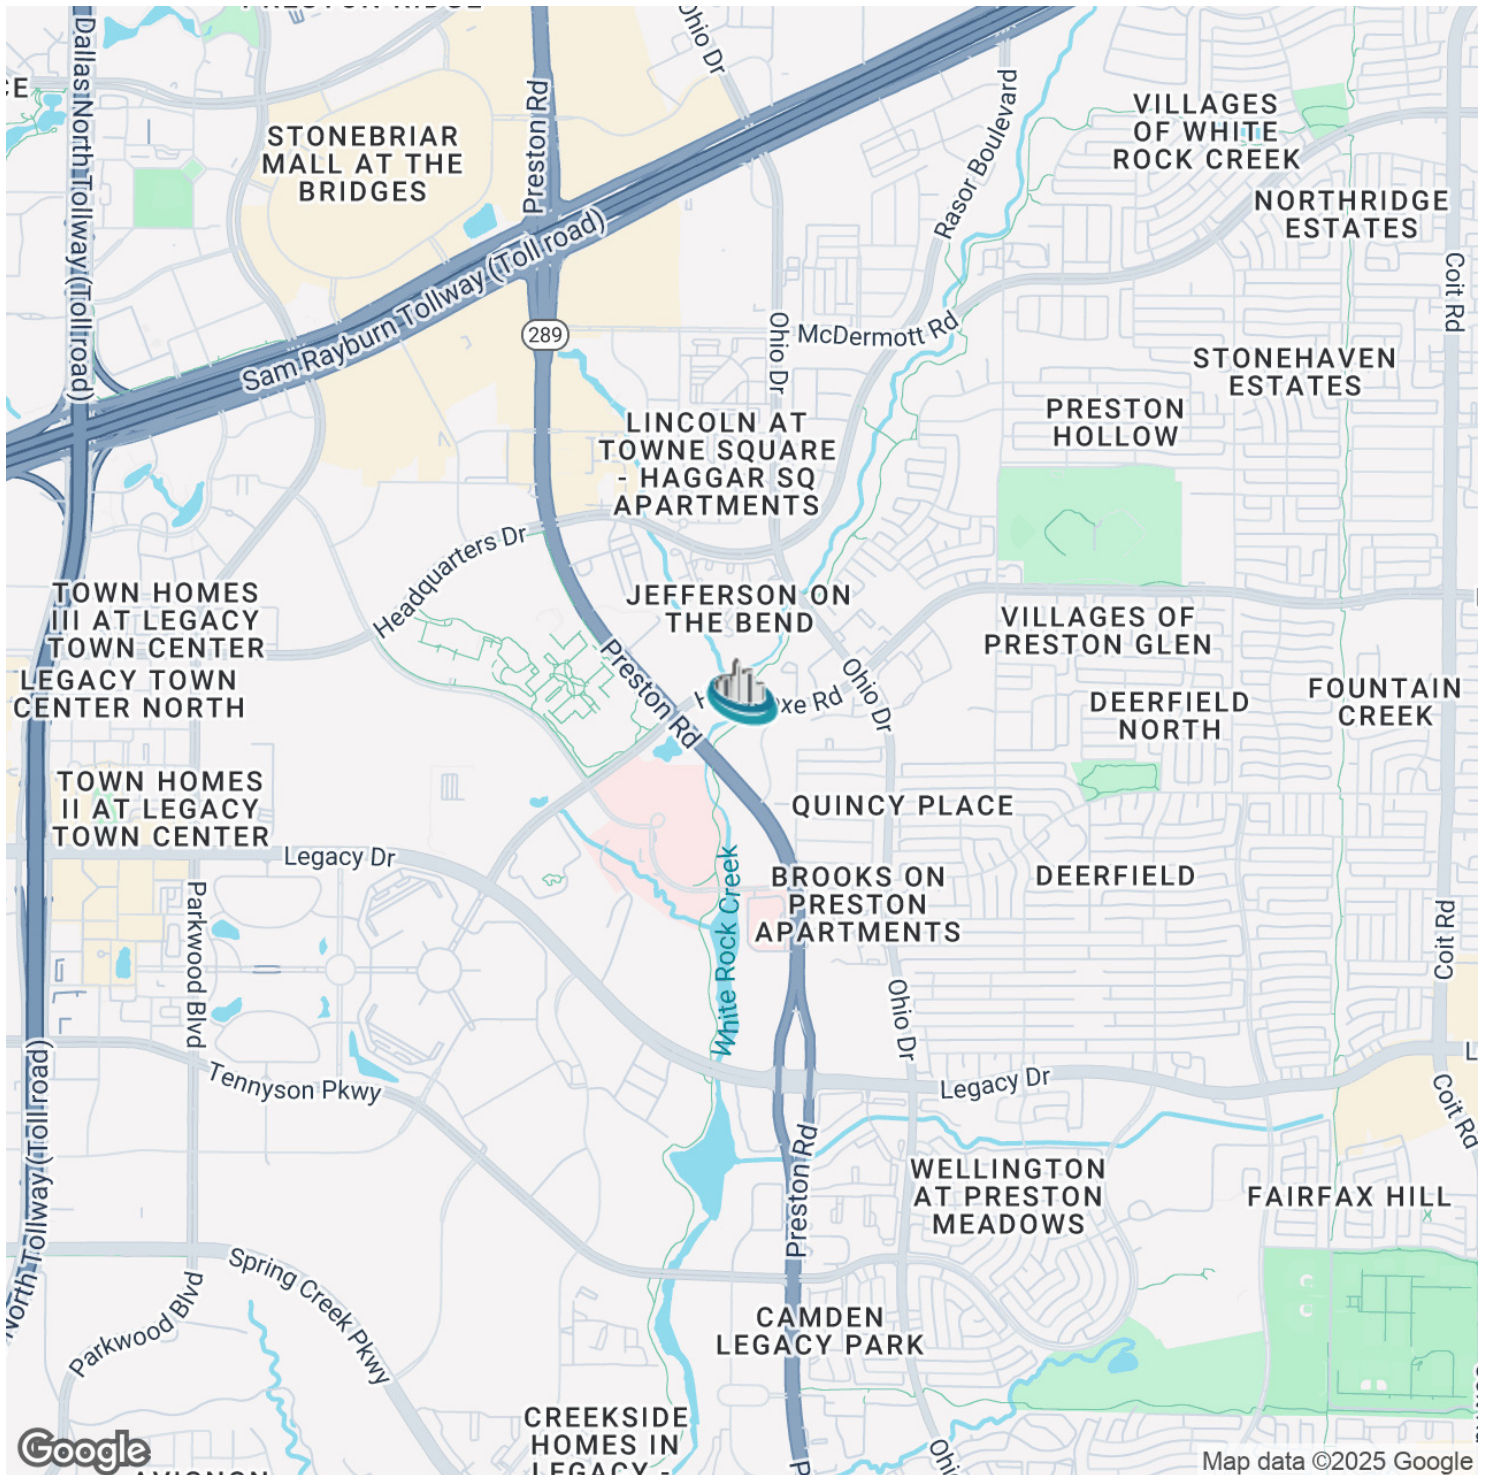 PRESTON RIDGE
Ohio Dr
Dallas North Tollway (Toll road)
Preston Rd
CE
STONEBRIAR
MALL AT THE
BRIDGES
Rasor Boulevard
VILLAGES
OF WHITE
ROCK CREEK
NORTHRIDGE
ESTATES
Sam Rayburn Tollway (Toll road)
289
Ohio Dr
McDermott Rd
Coit Rd
STONEHAVEN
ESTATES
PRESTON
HOLLOW
LINCOLN AT
TOWNE SQUARE
- HAGGAR SQ
APARTMENTS
Headquarters Dr
TOWN HOMES
III AT LEGACY
TOWN CENTER
JEFFERSON ON
THE BEND
VILLAGES OF
PRESTON GLEN
LEGACY TOWN
CENTER NORTH
Preston Rd
xe Rd
Ohio Dr
DEERFIELD
NORTH
FOUNTAIN
CREEK
TOWN HOMES
II AT LEGACY
TOWN CENTER
QUINCY PLACE
Legacy Dr
White Rock Creek
BROOKS ON
PRESTON
APARTMENTS
DEERFIELD
Parkwood Blvd
Coit Rd
Ohio Dr
Tennyson Pkwy
Legacy Dr
L
Coit Rd
North Tollway (Toll road)
Preston Rd
WELLINGTON
AT PRESTON
MEADOWS
FAIRFAX HILL
Parkwood Blvd
Spring Creek Pkwy
CAMDEN
LEGACY PARK
CREEKSIDE
HOMES IN
LEGACY -
Ohio
AVIGNON
Google
Map data ©2025 Google